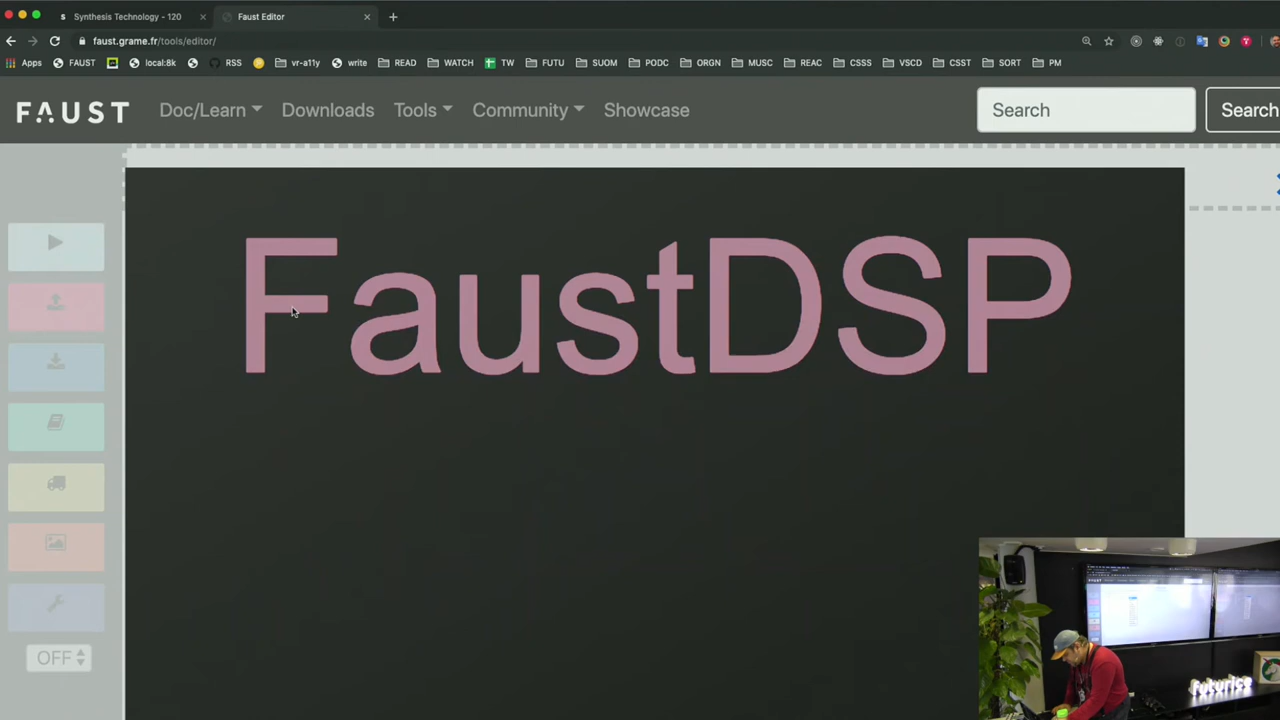 Synthesis Technology - 120
Faust Editor
faust.grame.fr/tools/editor/
Apps FAUST local:8k RSS vr-a11y write READ WATCH TW FUTU SUOM PODC ORGN MUSC REAC CSSS VSCD CSST SORT PM
FAUST Doc/Learn Downloads Tools Community Showcase Search Search
FaustDSP
OFF
futurice